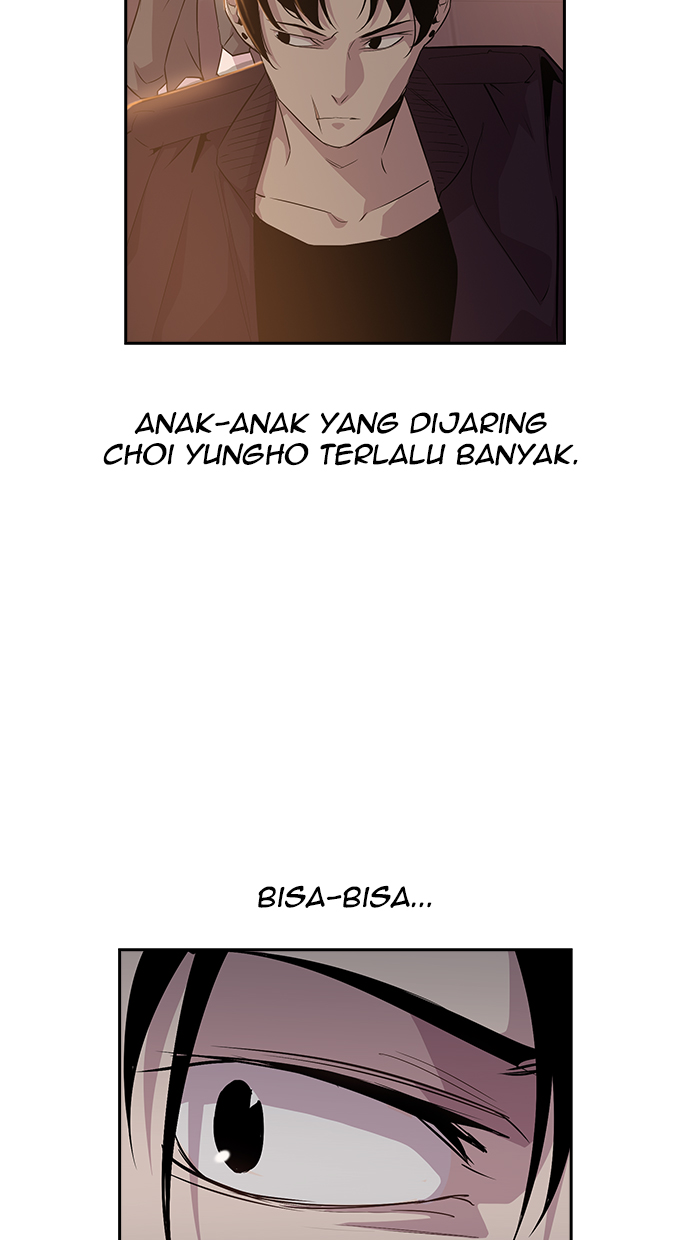 ANAK-ANAK YANG DIJARING
CHOI YUNGHO TERLALU BANYAK.
BISA-BISA...